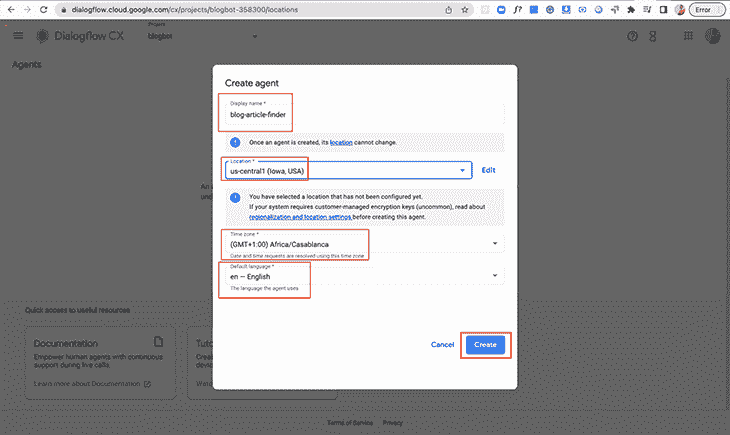 dialogflow.cloud.google.com/cx/projects/blogbot-358300/locations
Error
Dialogflow CX
Project
blogbot
Agents
Create agent
Display name *
blog-article-finder
Once an agent is created, its location cannot change.
Location *
us-central1 (Iowa, USA)
Edit
You have selected a location that has not been configured yet.
If your system requires customer-managed encryption keys (uncommon), read about
regionalization and location settings before creating this agent.
Time zone *
(GMT+1:00) Africa/Casablanca
Date and time requests are resolved using this time zone
Default language *
en — English
The language the agent uses
Cancel
Create
Quick access to useful resources
Documentation
Empower human agents with continuous
support during live calls.
Learn more about Documentation
Terms of Service
Privacy